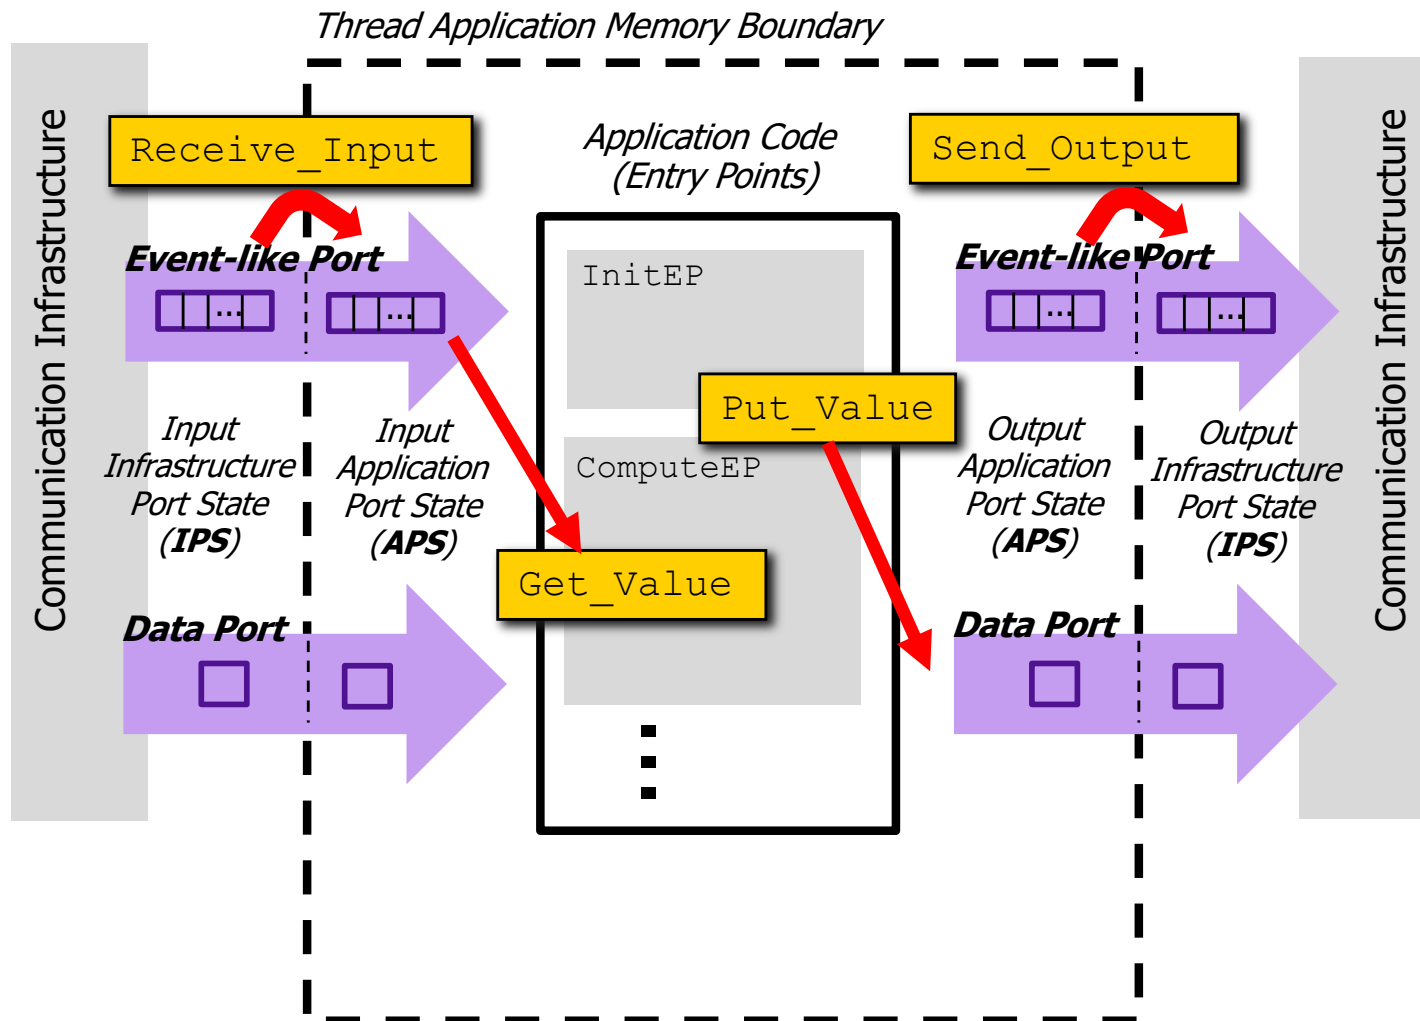 Thread Application Memory Boundary
Communication Infrastructure
Receive_Input
Event-like Port
...
...
Input
Infrastructure
Port State
(IPS)
Input
Application
Port State
(APS)
Data Port
Application Code
(Entry Points)
InitEP
Put_Value
ComputeEP
Get_Value
Send_Output
Event-like Port
...
...
Output
Application
Port State
(APS)
Output
Infrastructure
Port State
(IPS)
Data Port
Communication Infrastructure